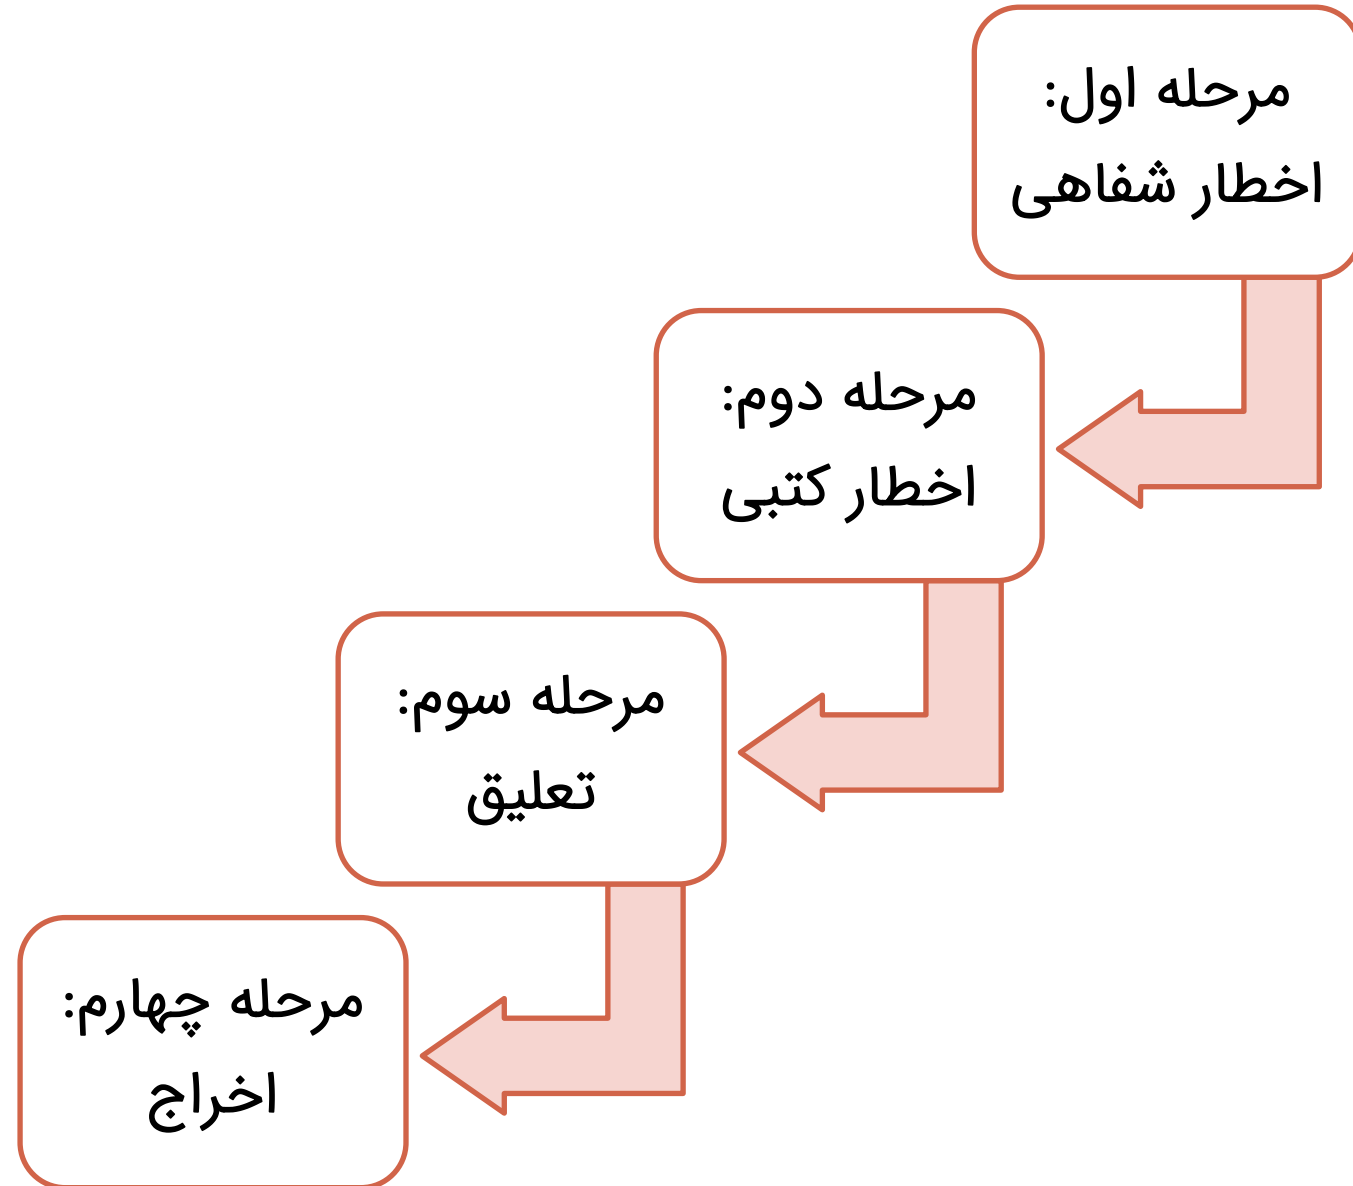 مرحله اول:
اخطار شفاهی
مرحله دوم:
اخطار کتبی
مرحله سوم:
تعلیق
مرحله چهارم:
اخراج